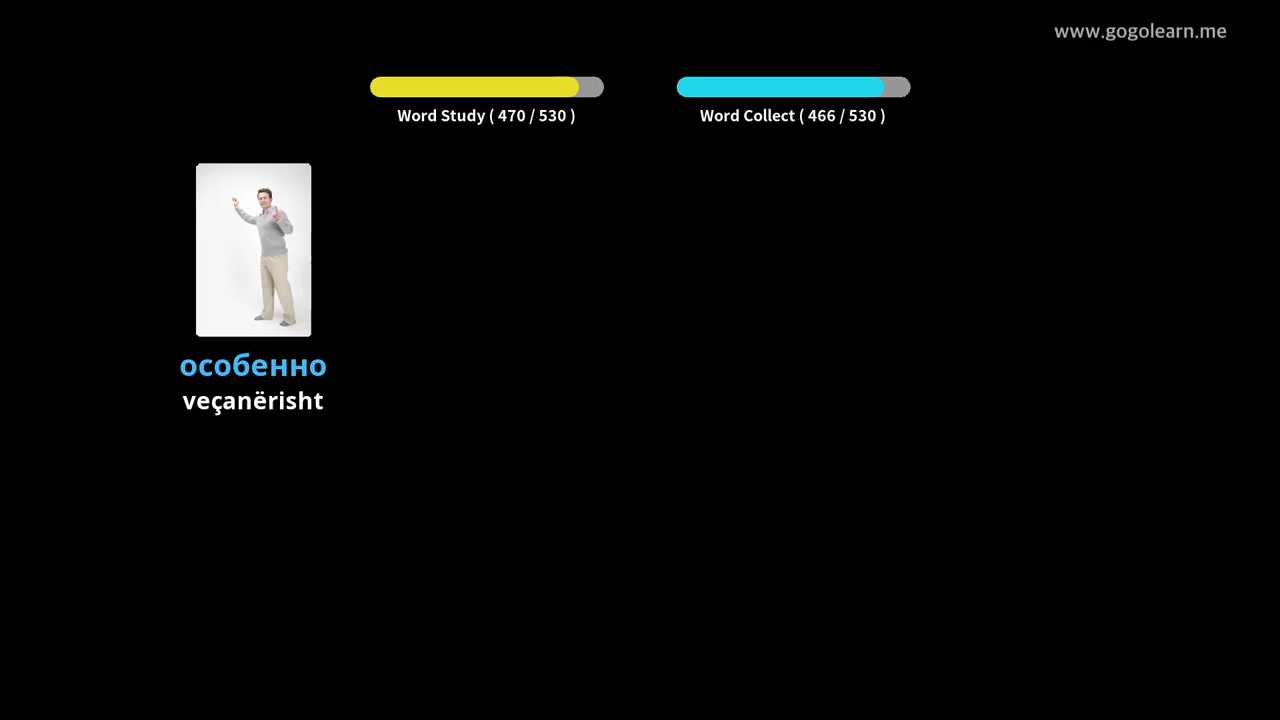 www.gogolearn.me
Word Study ( 470 / 530 )
Word Collect ( 466 / 530 )
особенно
veçanërisht